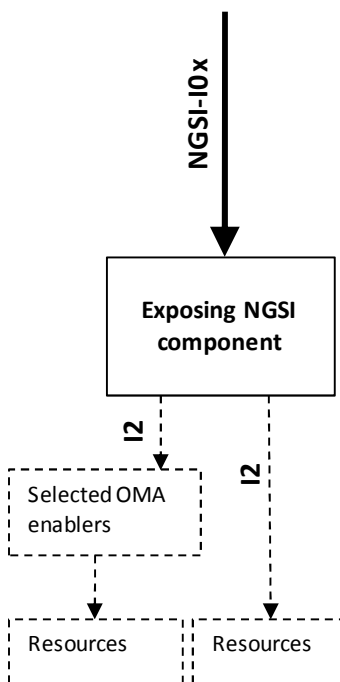 NGSI-I0x
Exposing NGSI
component
I2
I2
Selected OMA
enablers
Resources
Resources